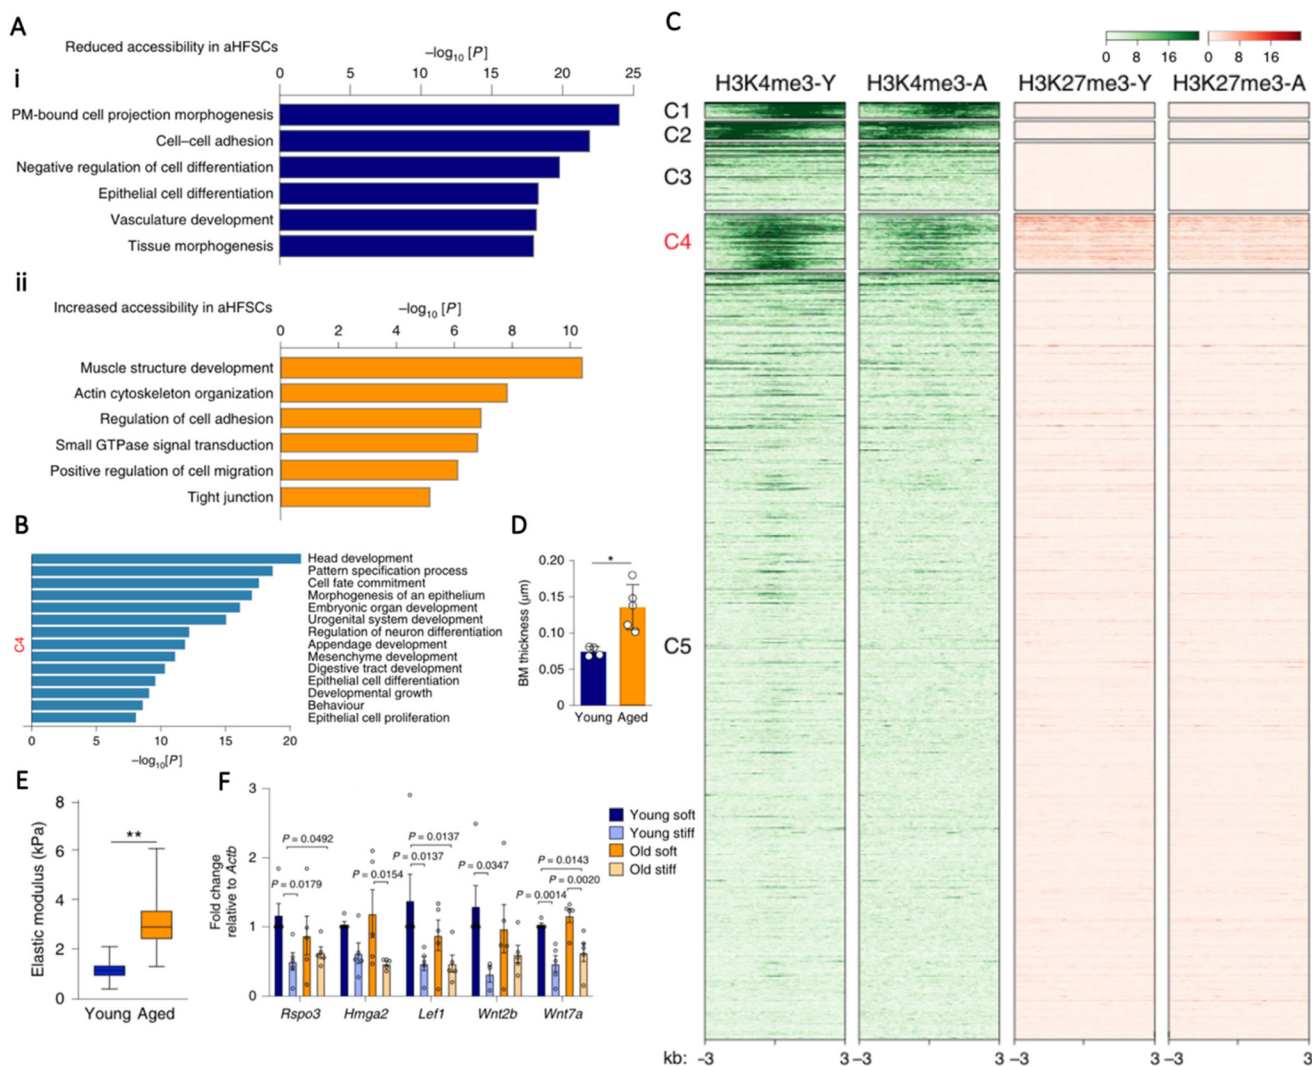 A
Reduced accessibility in aHFSCs
–log10 [P]
i
0 5 10 15 20 25
PM-bound cell projection morphogenesis
Cell–cell adhesion
Negative regulation of cell differentiation
Epithelial cell differentiation
Vasculature development
Tissue morphogenesis
ii
Increased accessibility in aHFSCs
–log10 [P]
0 2 4 6 8 10
Muscle structure development
Actin cytoskeleton organization
Regulation of cell adhesion
Small GTPase signal transduction
Positive regulation of cell migration
Tight junction
B
C4
Head development
Pattern specification process
Cell fate commitment
Morphogenesis of an epithelium
Embryonic organ development
Urogenital system development
Regulation of neuron differentiation
Appendage development
Mesenchyme development
Digestive tract development
Epithelial cell differentiation
Developmental growth
Behaviour
Epithelial cell proliferation
0 5 10 15 20
–log10[P]
D
BM thickness (μm)
0.20
0.15
0.10
0.05
0
*
Young Aged
E
Elastic modulus (kPa)
8
6
4
2
0
**
Young Aged
F
Fold change
relative to Actb
3
2
1
0
P = 0.0492
P = 0.0179
P = 0.0154
P = 0.0137
P = 0.0137
P = 0.0347
P = 0.0143
P = 0.0020
P = 0.0014
Rspo3 Hmga2 Lef1 Wnt2b Wnt7a
Young soft
Young stiff
Old soft
Old stiff
C
0 8 16 0 8 16
H3K4me3-Y H3K4me3-A H3K27me3-Y H3K27me3-A
C1
C2
C3
C4
C5
kb: –3 3 –3 3 –3 3 –3 3